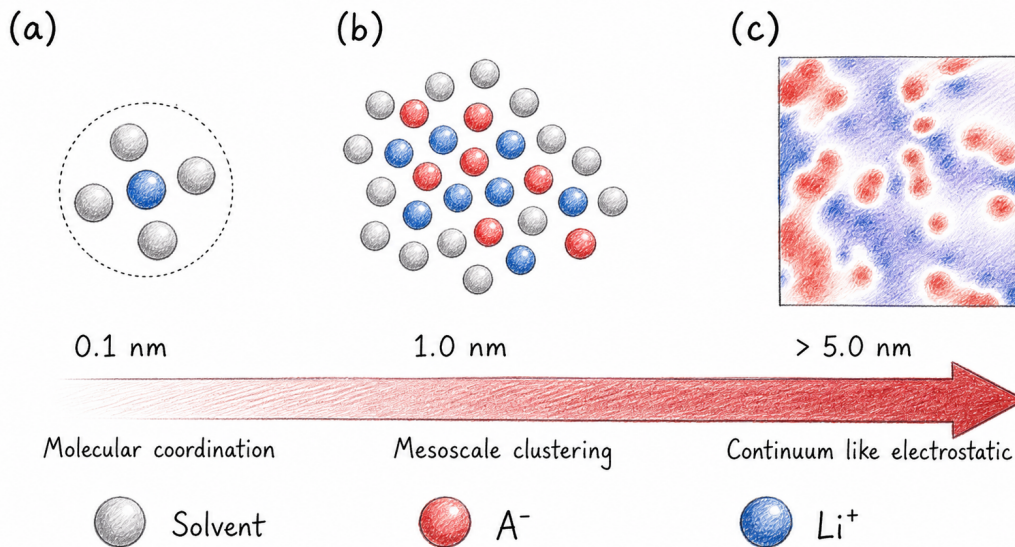 (a) (b) (c)
0.1 nm 1.0 nm > 5.0 nm
Molecular coordination Mesoscale clustering Continuum like electrostatic
Solvent A⁻ Li⁺